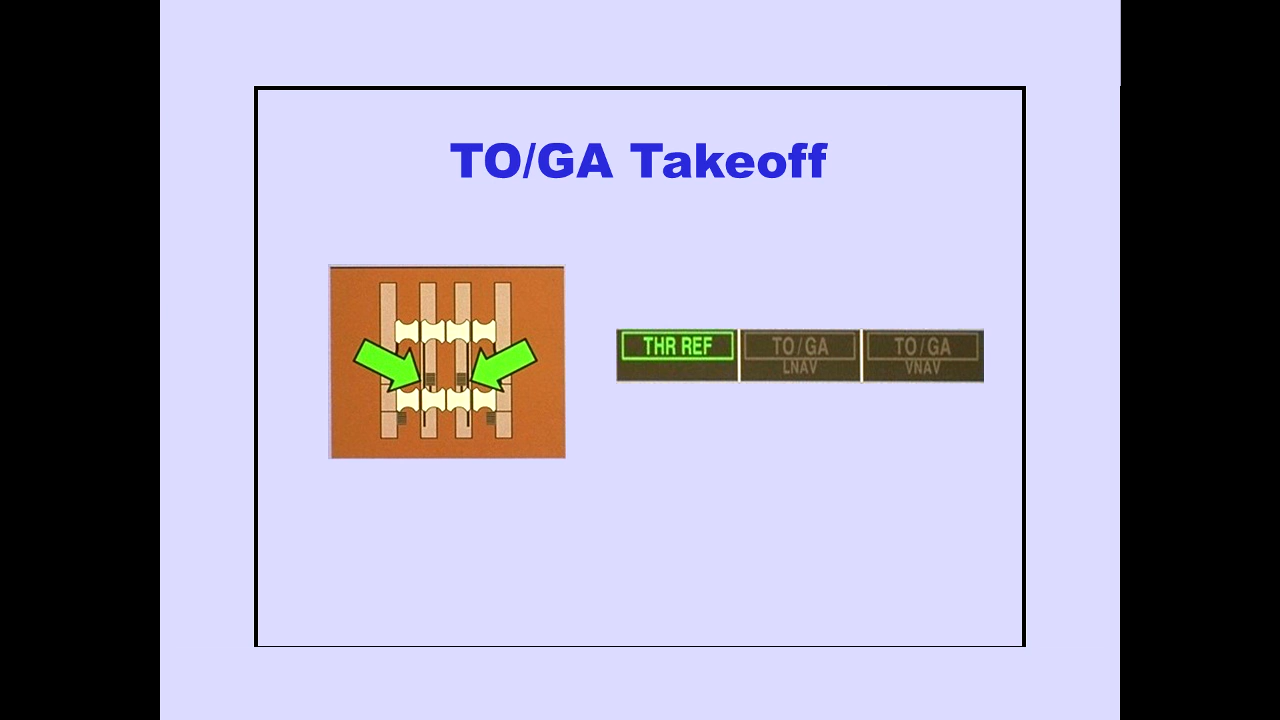 TO/GA Takeoff
THR REF
TO/GA
TO/GA
LNAV
VNAV